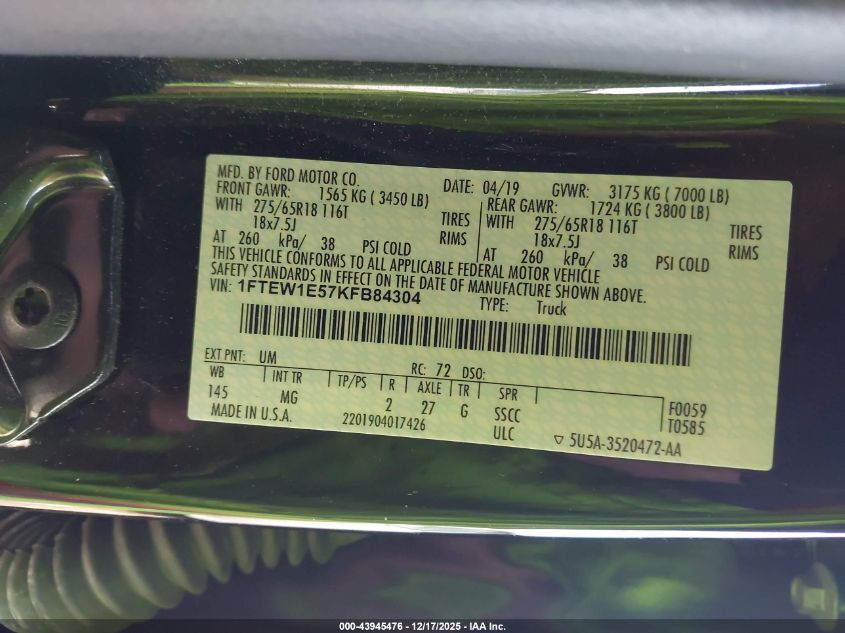 MFD. BY FORD MOTOR CO. DATE: 04/19 GVWR: 3175 KG ( 7000 LB)
FRONT GAWR: 1565 KG ( 3450 LB) REAR GAWR: 1724 KG ( 3800 LB)
WITH 275/65R18 116T TIRES WITH 275/65R18 116T TIRES
18x7.5J RIMS 18x7.5J RIMS
AT 260 kPa/ 38 PSI COLD AT 260 kPa/ 38 PSI COLD
THIS VEHICLE CONFORMS TO ALL APPLICABLE FEDERAL MOTOR VEHICLE
SAFETY STANDARDS IN EFFECT ON THE DATE OF MANUFACTURE SHOWN ABOVE.
VIN: 1FTEW1E57KFB84304 TYPE: Truck
EXT PNT: UM RC: 72 DSO:
WB INT TR TP/PS R AXLE TR SPR
145 MG 2 27 G SSCC F0059
MADE IN U.S.A. 2201904017426 ULC T0585
▽ 5U5A-3520472-AA
000-43945476 - 12/17/2025 - IAA Inc.